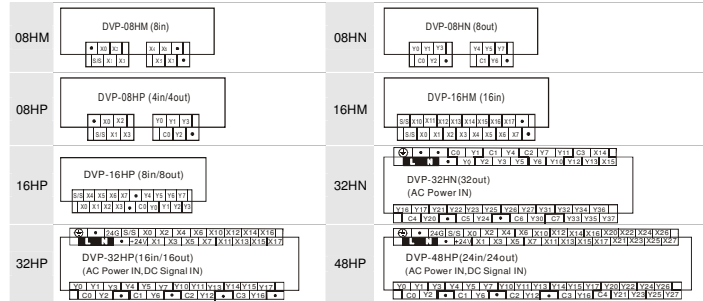 08HM
DVP-08HM (8in)
● X0 X2
S/S X1 X3
X4 X6 ●
X5 X7 ●
08HN
DVP-08HN (8out)
Y0 Y1 Y3
C0 Y2 ●
Y4 Y5 Y7
C1 Y6 ●
08HP
DVP-08HP (4in/4out)
● X0 X2
S/S X1 X3
Y0 Y1 Y3
C0 Y2 ●
16HM
DVP-16HM (16in)
S/S X10 X11 X12 X13 X14 X15 X16 X17 ●
S/S X0 X1 X2 X3 X4 X5 X6 X7 ●
16HP
DVP-16HP (8in/8out)
S/S X4 X5 X6 X7 ● Y4 Y5 Y6 Y7
X0 X1 X2 X3 ● C0 Y0 Y1 Y2 Y3
32HN
● ● C0 Y1 C1 Y4 C2 Y7 Y11 C3 X14
L N ● Y0 Y2 Y3 Y5 Y6 Y10 Y12 Y13 X15
DVP-32HN(32out)
(AC Power IN)
Y16 Y17 Y21 Y22 Y23 Y25 Y26 Y27 Y31 Y32 Y34 Y36
C4 Y20 ● C5 Y24 ● C6 Y30 C7 Y33 Y35 Y37
32HP
● 24G S/S X0 X2 X4 X6 X10 X12 X14 X16
L N ● +24V X1 X3 X5 X7 X11 X13 X15 X17
DVP-32HP(16in/16out)
(AC Power IN,DC Signal IN)
Y0 Y1 Y3 Y4 Y5 Y7 Y10 Y11 Y13 Y14 Y15 Y17
C0 Y2 ● C1 Y6 ● C2 Y12 ● C3 Y16 ●
48HP
● 24G S/S X0 X2 X4 X6 X10 X12 X14 X16 X20 X22 X24 X26
L N ● +24V X1 X3 X5 X7 X11 X13 X15 X17 X21 X23 X25 X27
DVP-48HP(24in/24out)
(AC Power IN,DC Signal IN)
Y0 Y1 Y3 Y4 Y5 Y7 Y10 Y11 Y13 Y14 Y15 Y17 Y20 Y22 Y24 Y26
C0 Y2 ● C1 Y6 ● C2 Y12 ● C3 Y16 C4 Y21 Y23 Y25 Y27